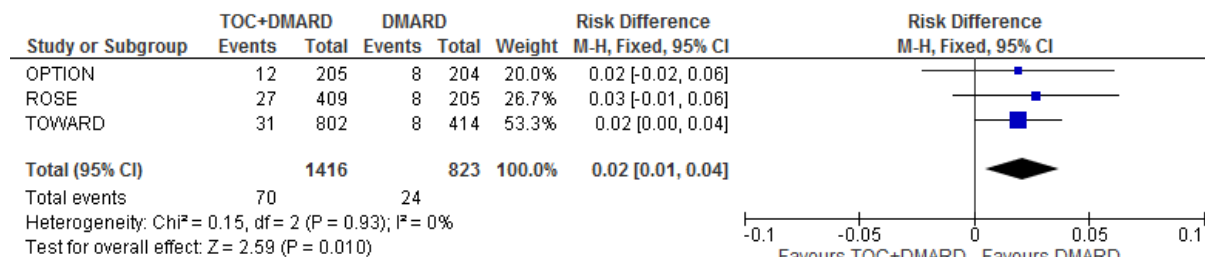 TOC+DMARD DMARD Risk Difference Risk Difference
Study or Subgroup Events Total Events Total Weight M-H, Fixed, 95% CI M-H, Fixed, 95% CI
OPTION 12 205 8 204 20.0% 0.02 [-0.02, 0.06]
ROSE 27 409 8 205 26.7% 0.03 [-0.01, 0.06]
TOWARD 31 802 8 414 53.3% 0.02 [0.00, 0.04]
Total (95% CI) 1416 823 100.0% 0.02 [0.01, 0.04]
Total events 70 24
Heterogeneity: Chi² = 0.15, df = 2 (P = 0.93); I² = 0%
Test for overall effect: Z = 2.59 (P = 0.010)
-0.1 -0.05 0 0.05 0.1
Favours TOC+DMARD Favours DMARD